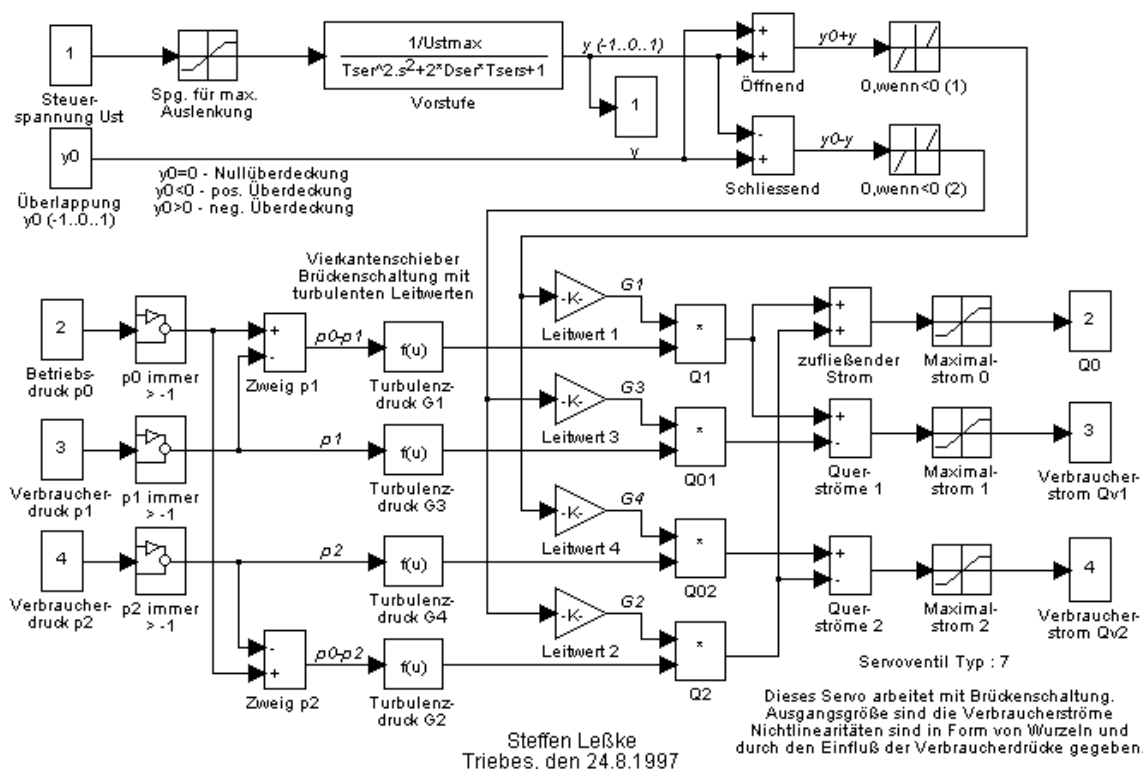 1
Steuer-
spannung Ust
Spg. für max.
Auslenkung
1/Ustmax
Tser^2.s²+2*Dser*Tsers+1
Vorstufe
y (-1..0..1)
1
y
+
+
Öffnend
y0+y
0,wenn<0 (1)
-
+
Schliessend
y0-y
0,wenn<0 (2)
y0
Überlappung
y0 (-1..0..1)
y0=0 - Nullüberdeckung
y0<0 - pos. Überdeckung
y0>0 - neg. Überdeckung
Vierkantenschieber
Brückenschaltung mit
turbulenten Leitwerten
2
Betriebs-
druck p0
p0 immer
> -1
+
-
Zweig p1
p0-p1
f(u)
Turbulenz-
druck G1
-K-
G1
Leitwert 1
*
Q1
+
+
zufließender
Strom
Maximal-
strom 0
2
Q0
3
Verbraucher-
druck p1
p1 immer
> -1
p1
f(u)
Turbulenz-
druck G3
-K-
G3
Leitwert 3
*
Q01
+
-
Quer-
ströme 1
Maximal-
strom 1
3
Verbraucher-
strom Qv1
4
Verbraucher-
druck p2
p2 immer
> -1
p2
f(u)
Turbulenz-
druck G4
-K-
G4
Leitwert 4
*
Q02
+
-
Quer-
ströme 2
Maximal-
strom 2
4
Verbraucher-
strom Qv2
-
+
Zweig p2
p0-p2
f(u)
Turbulenz-
druck G2
-K-
G2
Leitwert 2
*
Q2
Servoventil Typ : 7
Dieses Servo arbeitet mit Brückenschaltung.
Ausgangsgröße sind die Verbraucherströme
Nichtlinearitäten sind in Form von Wurzeln und
durch den Einfluß der Verbraucherdrücke gegeben.
Steffen Leßke
Triebes, den 24.8.1997